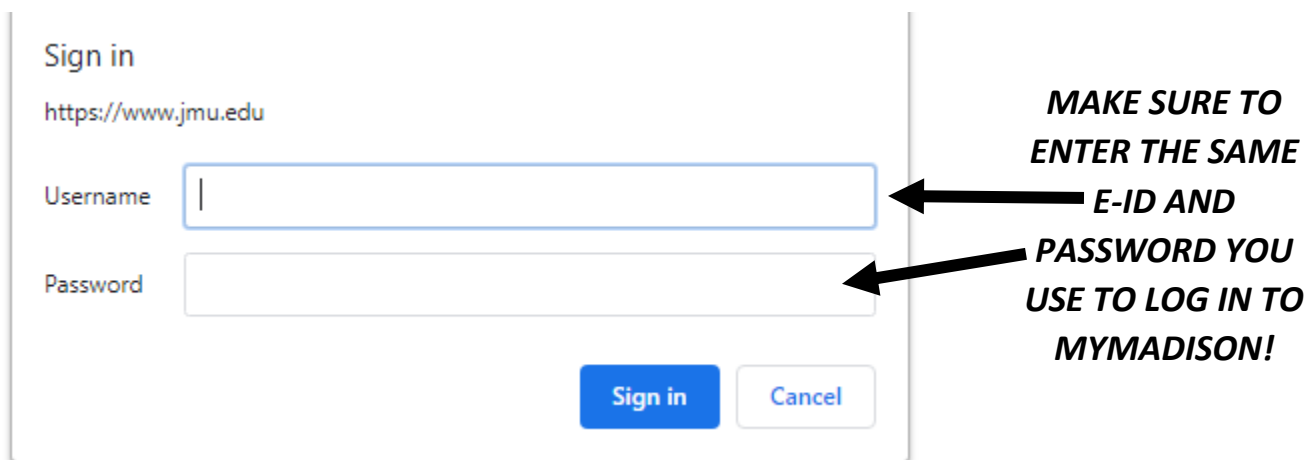 Sign in
https://www.jmu.edu
Username
Password
Sign in
Cancel
MAKE SURE TO
ENTER THE SAME
E-ID AND
PASSWORD YOU
USE TO LOG IN TO
MYMADISON!